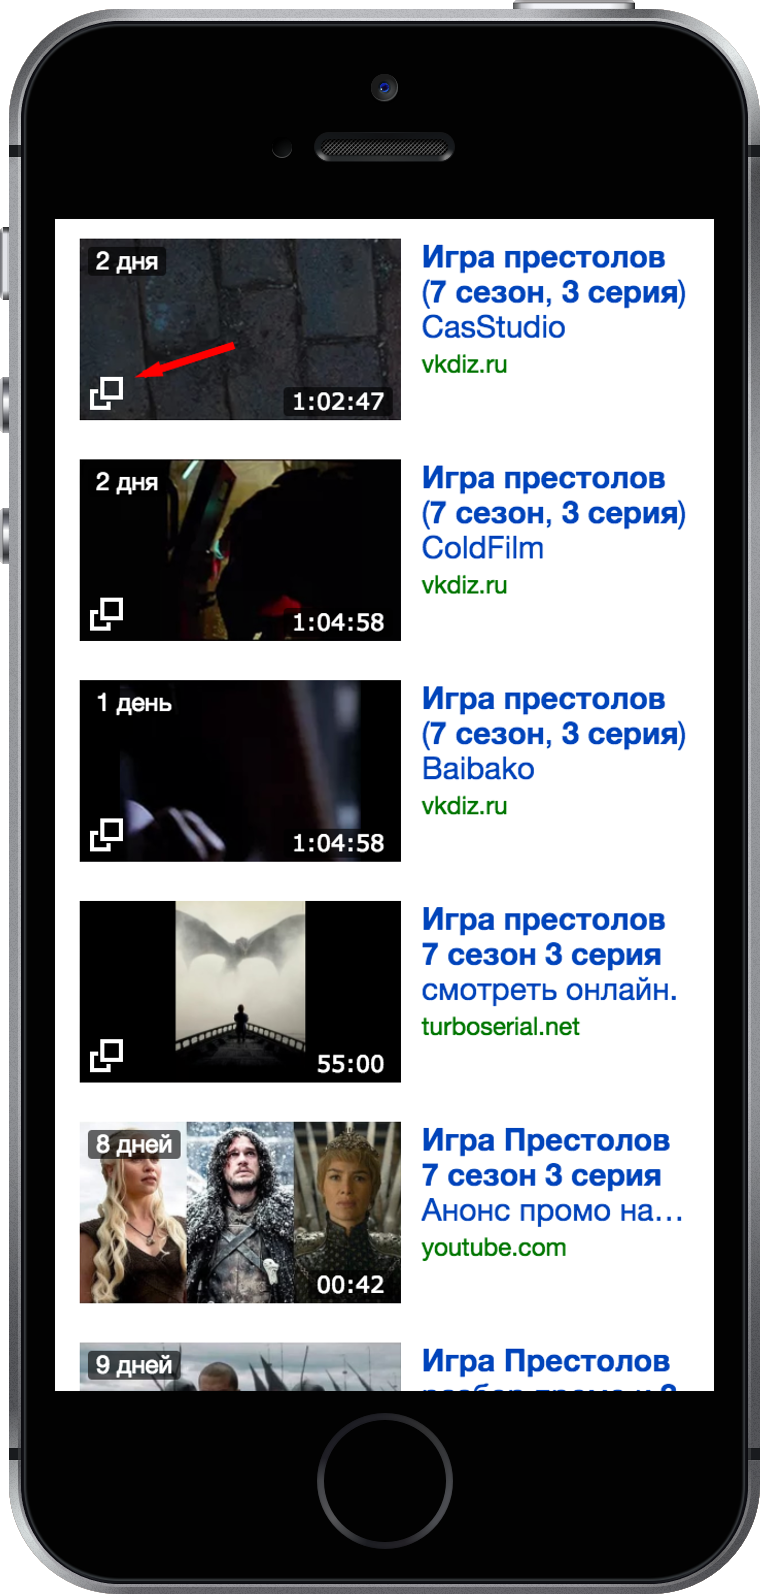 2 дня
1:02:47
Игра престолов
(7 сезон, 3 серия)
CasStudio
vkdiz.ru
2 дня
1:04:58
Игра престолов
(7 сезон, 3 серия)
ColdFilm
vkdiz.ru
1 день
1:04:58
Игра престолов
(7 сезон, 3 серия)
Baibako
vkdiz.ru
55:00
Игра престолов
7 сезон 3 серия
смотреть онлайн.
turboserial.net
8 дней
00:42
Игра Престолов
7 сезон 3 серия
Анонс промо на...
youtube.com
9 дней
Игра Престолов